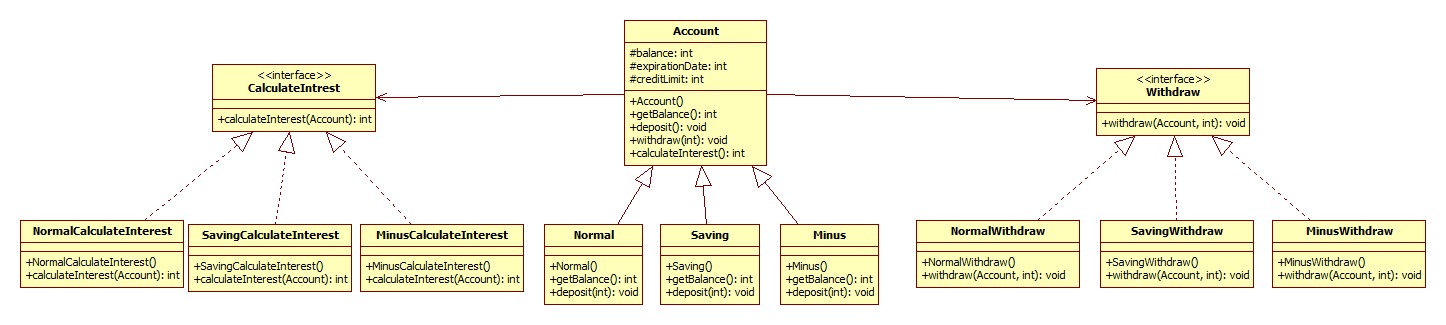 Account
#balance: int
#expirationDate: int
#creditLimit: int
+Account()
+getBalance(): int
+deposit(): void
+withdraw(int): void
+calculateInterest(): int
<<interface>>
CalculateIntrest
+calculateInterest(Account): int
<<interface>>
Withdraw
+withdraw(Account, int): void
NormalCalculateInterest
+NormalCalculateInterest()
+calculateInterest(Account): int
SavingCalculateInterest
+SavingCalculateInterest()
+calculateInterest(Account): int
MinusCalculateInterest
+MinusCalculateInterest()
+calculateInterest(Account): int
Normal
+Normal()
+getBalance(): int
+deposit(int): void
Saving
+Saving()
+getBalance(): int
+deposit(int): void
Minus
+Minus()
+getBalance(): int
+deposit(int): void
NormalWithdraw
+NormalWithdraw()
+withdraw(Account, int): void
SavingWithdraw
+SavingWithdraw()
+withdraw(Account, int): void
MinusWithdraw
+MinusWithdraw()
+withdraw(Account, int): void